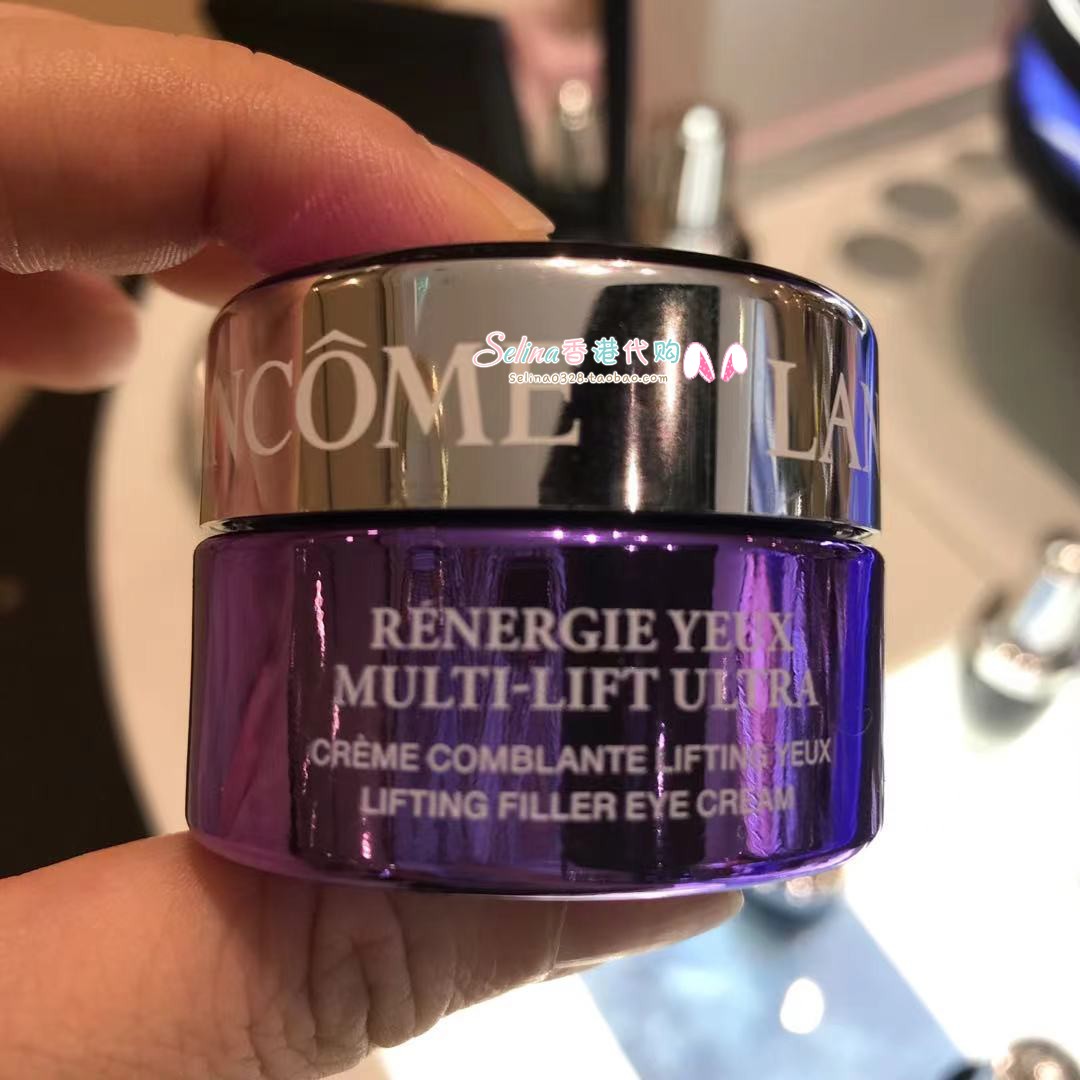 Selina香港代购
selina0328.taobao.com
NCÔME LAN
RÉNERGIE YEUX
MULTI-LIFT ULTRA
CRÈME COMBLANTE LIFTING YEUX
LIFTING FILLER EYE CREAM